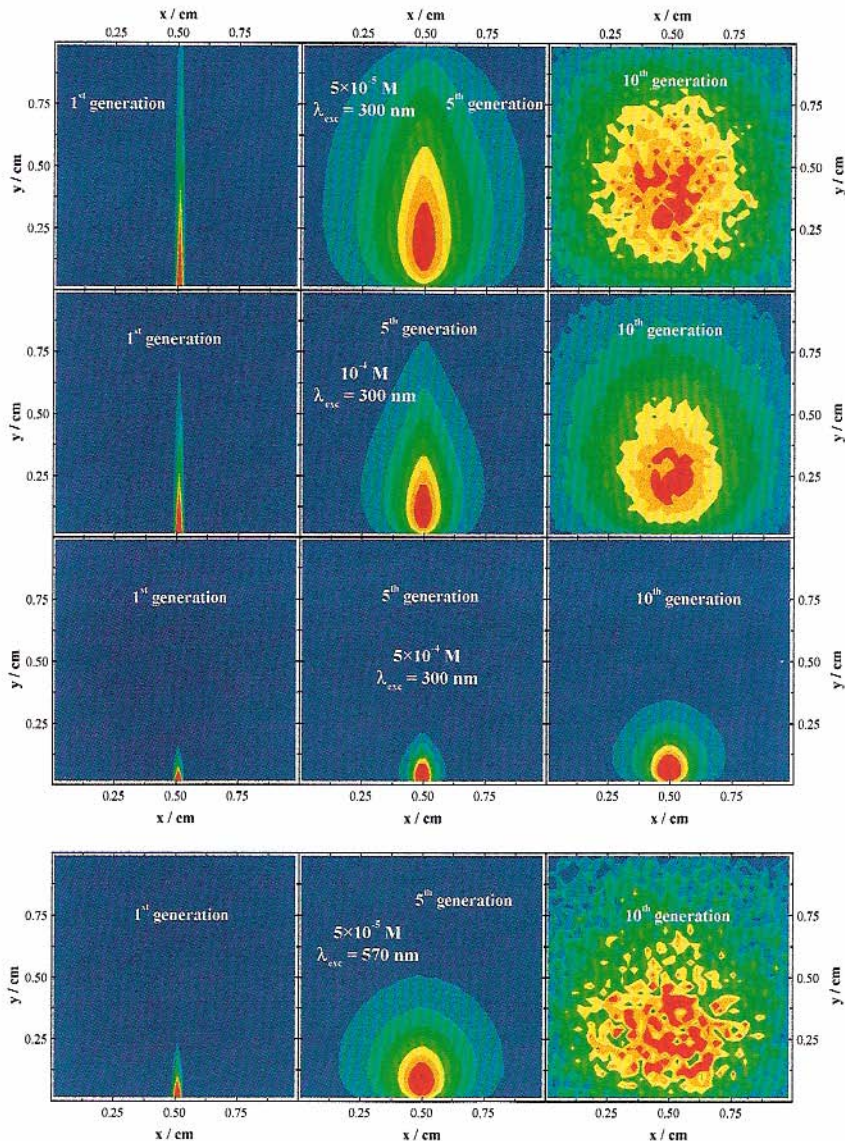 x / cm x / cm x / cm
0.25 0.50 0.75 0.25 0.50 0.75 0.25 0.50 0.75
y / cm
0.75
0.50
0.25
1st generation
5×10-5 M
λexc = 300 nm
5th generation
10th generation
0.75
0.50
0.25
y / cm
y / cm
0.75
0.50
0.25
1st generation
5th generation
10-4 M
λexc = 300 nm
10th generation
0.75
0.50
0.25
y / cm
y / cm
0.75
0.50
0.25
1st generation
5th generation
5×10-4 M
λexc = 300 nm
10th generation
0.75
0.50
0.25
y / cm
0.25 0.50 0.75 0.25 0.50 0.75 0.25 0.50 0.75
x / cm x / cm x / cm
y / cm
0.75
0.50
0.25
1st generation
5th generation
5×10-5 M
λexc = 570 nm
10th generation
0.75
0.50
0.25
y / cm
0.25 0.50 0.75 0.25 0.50 0.75 0.25 0.50 0.75
x / cm x / cm x / cm